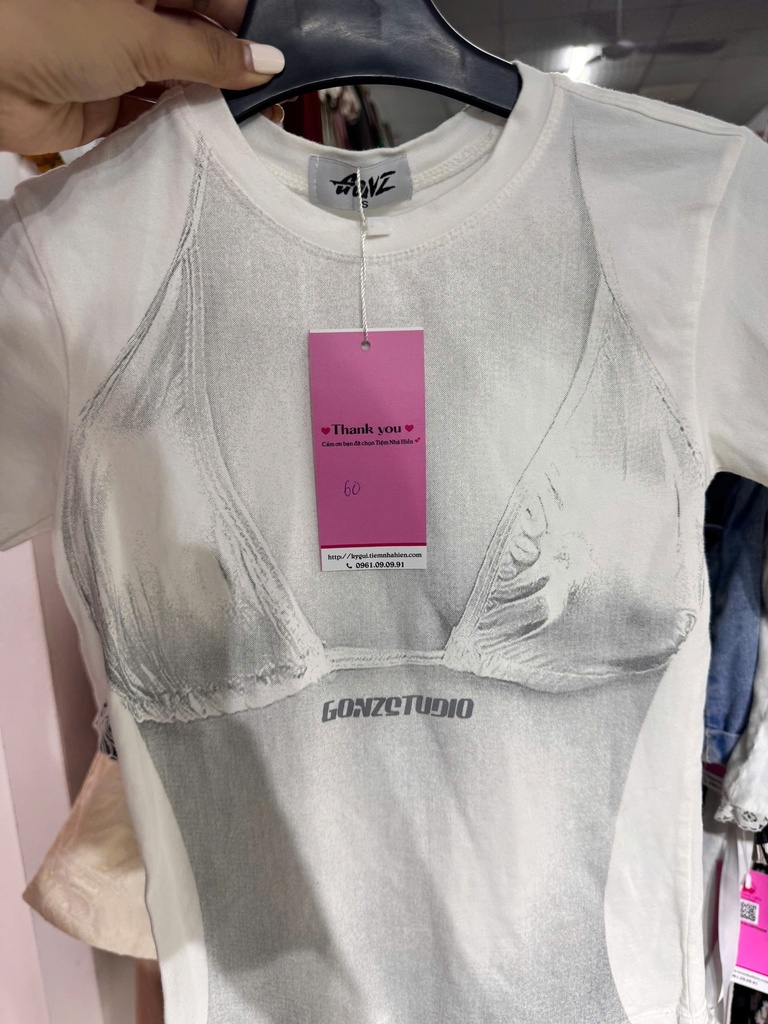 GONZ
S
Thank you
Cảm ơn bạn đã chọn Tiệm Nhà Hiền
60
http://kygui.tiemnhahien.com
0961.09.09.91
GONZSTUDIO